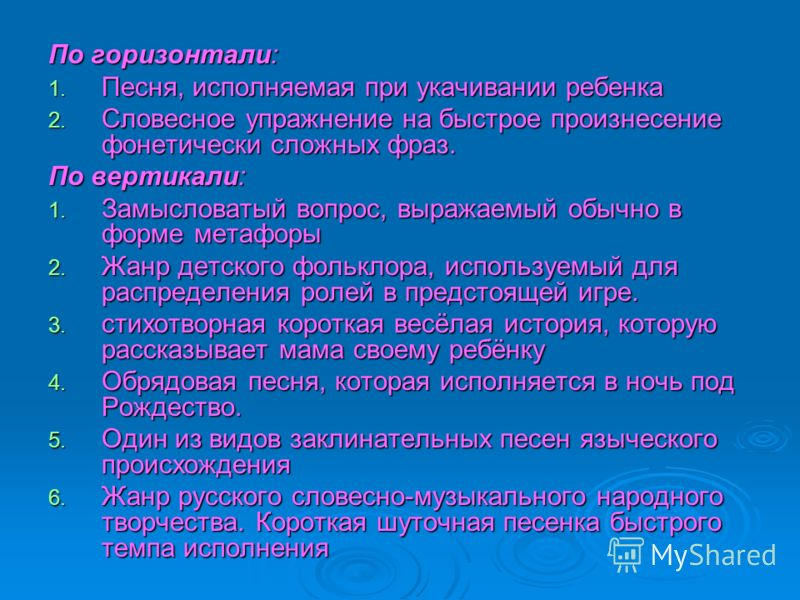 По горизонтали:
1. Песня, исполняемая при укачивании ребенка
2. Словесное упражнение на быстрое произнесение
фонетически сложных фраз.
По вертикали:
1. Замысловатый вопрос, выражаемый обычно в
форме метафоры
2. Жанр детского фольклора, используемый для
распределения ролей в предстоящей игре.
3. стихотворная короткая весёлая история, которую
рассказывает мама своему ребёнку
4. Обрядовая песня, которая исполняется в ночь под
Рождество.
5. Один из видов заклинательных песен языческого
происхождения
6. Жанр русского словесно-музыкального народного
творчества. Короткая шуточная песенка быстрого
темпа исполнения
MyShared